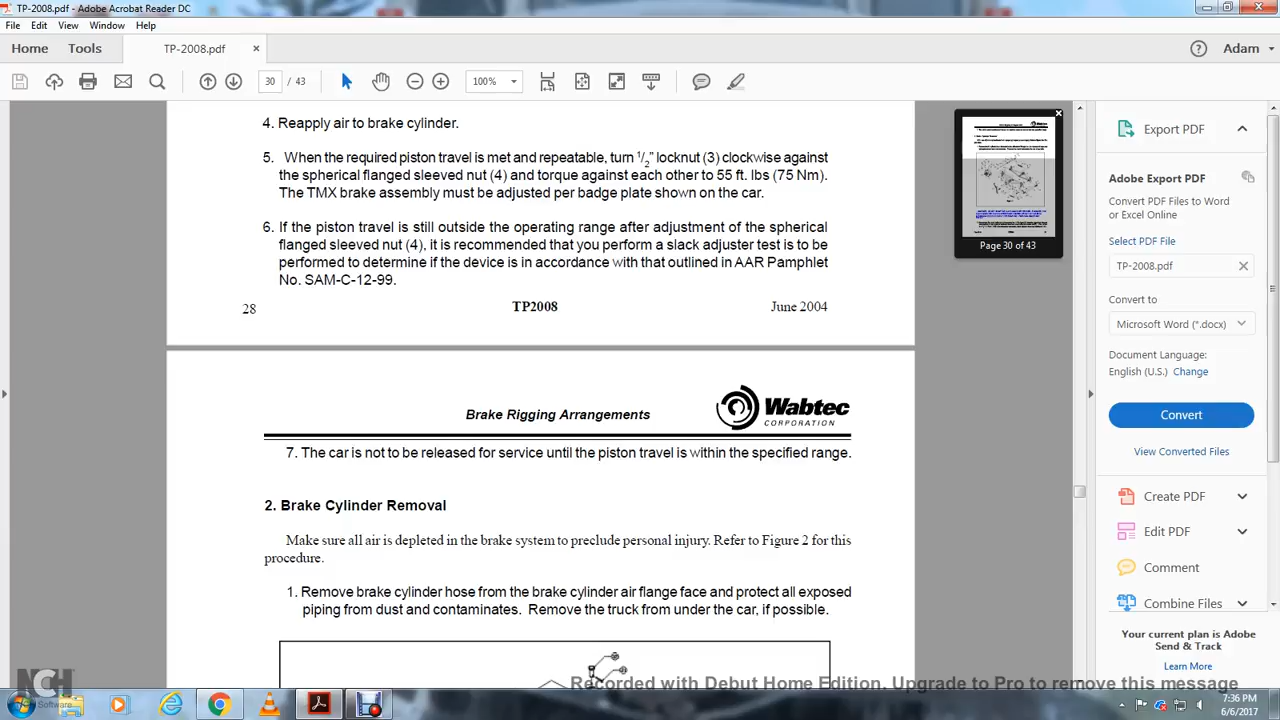 TP-2008.pdf - Adobe Acrobat Reader DC
File Edit View Window Help
Home Tools TP-2008.pdf × Adam
30 / 43 100%
4. Reapply air to brake cylinder.
5. When the required piston travel is met and repeatable, turn 1/2" locknut (3) clockwise against
the spherical flanged sleeved nut (4) and torque against each other to 55 ft. lbs (75 Nm).
The TMX brake assembly must be adjusted per badge plate shown on the car.
6. If the piston travel is still outside the operating range after adjustment of the spherical
flanged sleeved nut (4), it is recommended that you perform a slack adjuster test is to be
performed to determine if the device is in accordance with that outlined in AAR Pamphlet
No. SAM-C-12-99.
28 TP2008 June 2004
Brake Rigging Arrangements
Wabtec
CORPORATION
7. The car is not to be released for service until the piston travel is within the specified range.
2. Brake Cylinder Removal
Make sure all air is depleted in the brake system to preclude personal injury. Refer to Figure 2 for this
procedure.
1. Remove brake cylinder hose from the brake cylinder air flange face and protect all exposed
piping from dust and contaminates. Remove the truck from under the car, if possible.
Page 30 of 43
Export PDF
Adobe Export PDF
Convert PDF Files to Word
or Excel Online
Select PDF File
TP-2008.pdf
Convert to
Microsoft Word (*.docx)
Document Language:
English (U.S.) Change
Convert
View Converted Files
Create PDF
Edit PDF
Comment
Combine Files
Your current plan is Adobe
Send & Track
Learn More
NCH
Software
Recorded with Debut Home Edition. Upgrade to Pro to remove this message
7:36 PM
6/6/2017